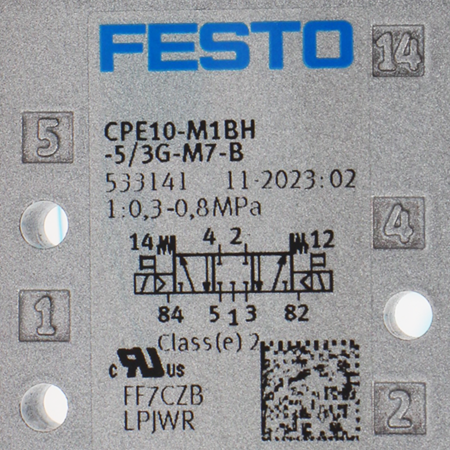 FESTO
14
5
CPE10-M1BH
-5/3G-M7-B
533141 11-2023:02
1:0,3-0,8MPa
4
14 4 2 12
84 5 1 3 82
1
Class(e) 2
c RU US
FF7CZB
LPJWR
2